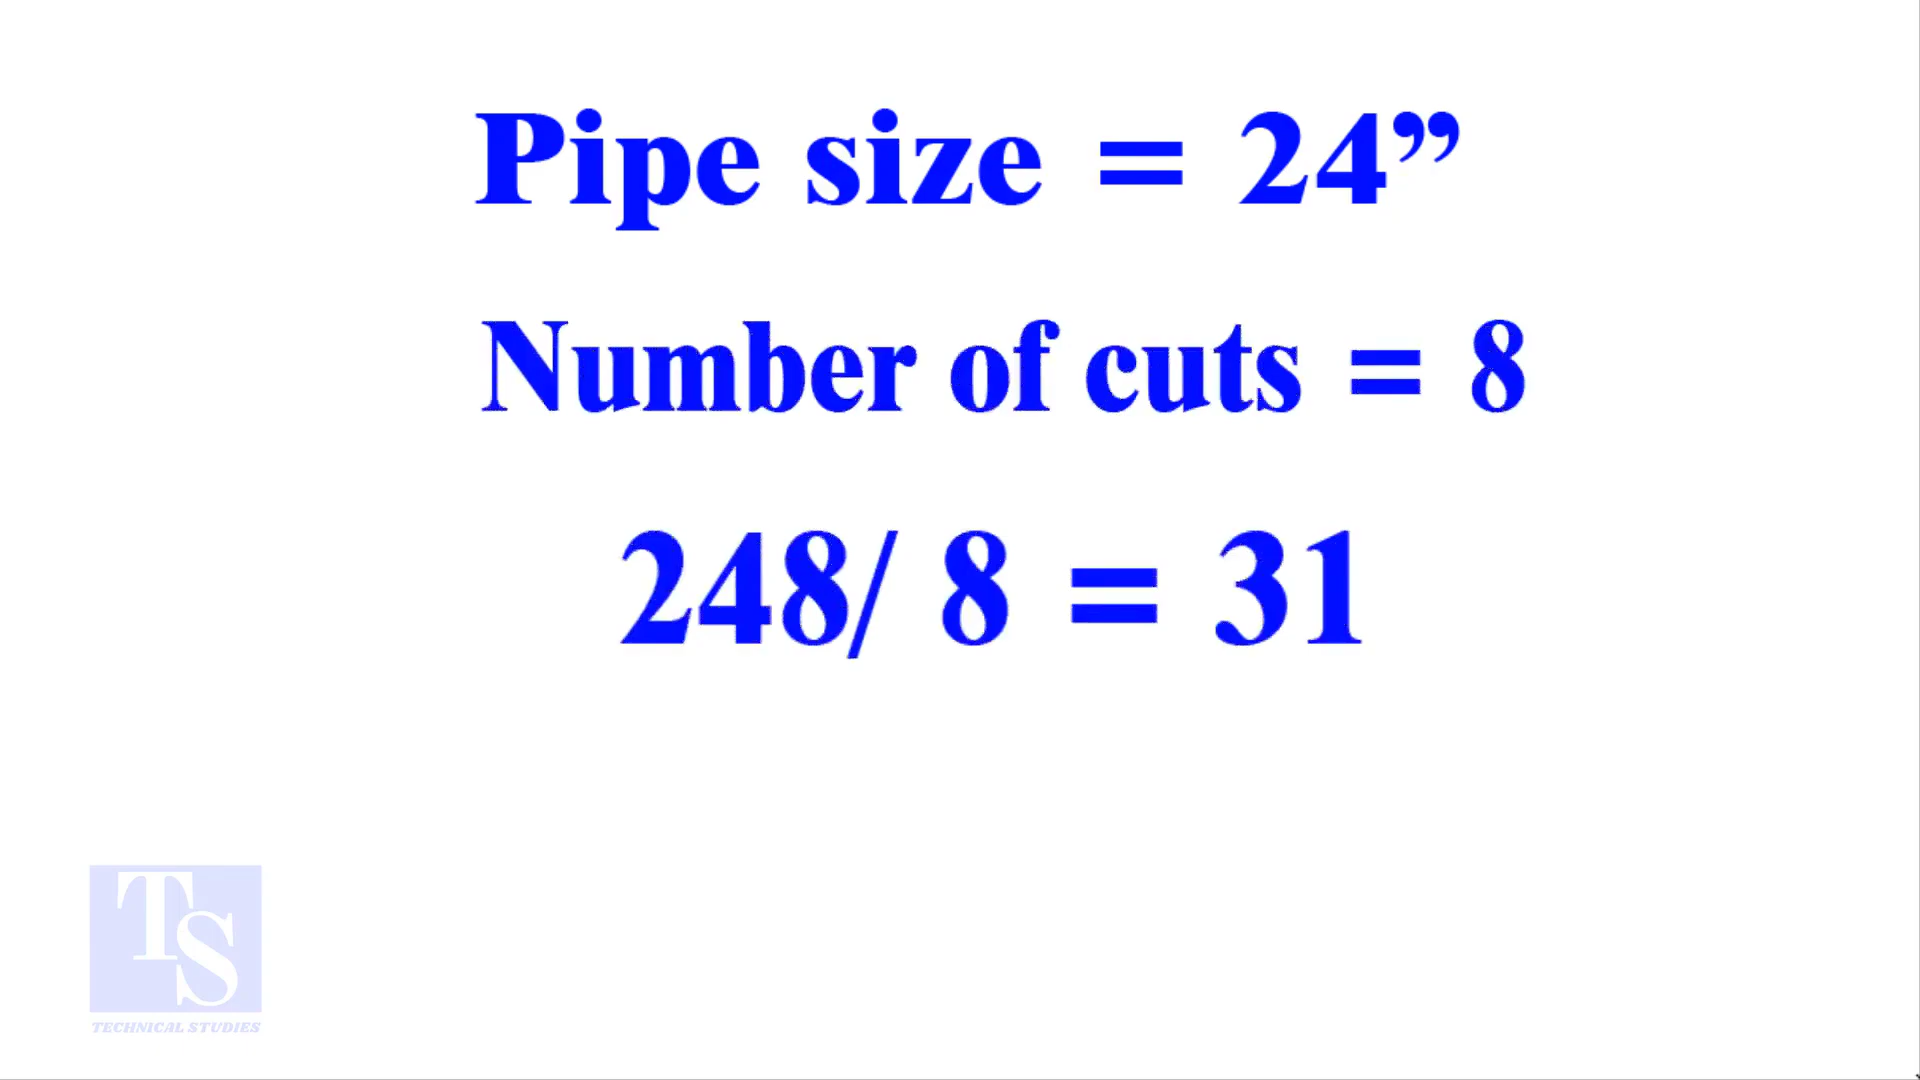 Pipe size = 24”
Number of cuts = 8
248/ 8 = 31
TS
TECHNICAL STUDIES